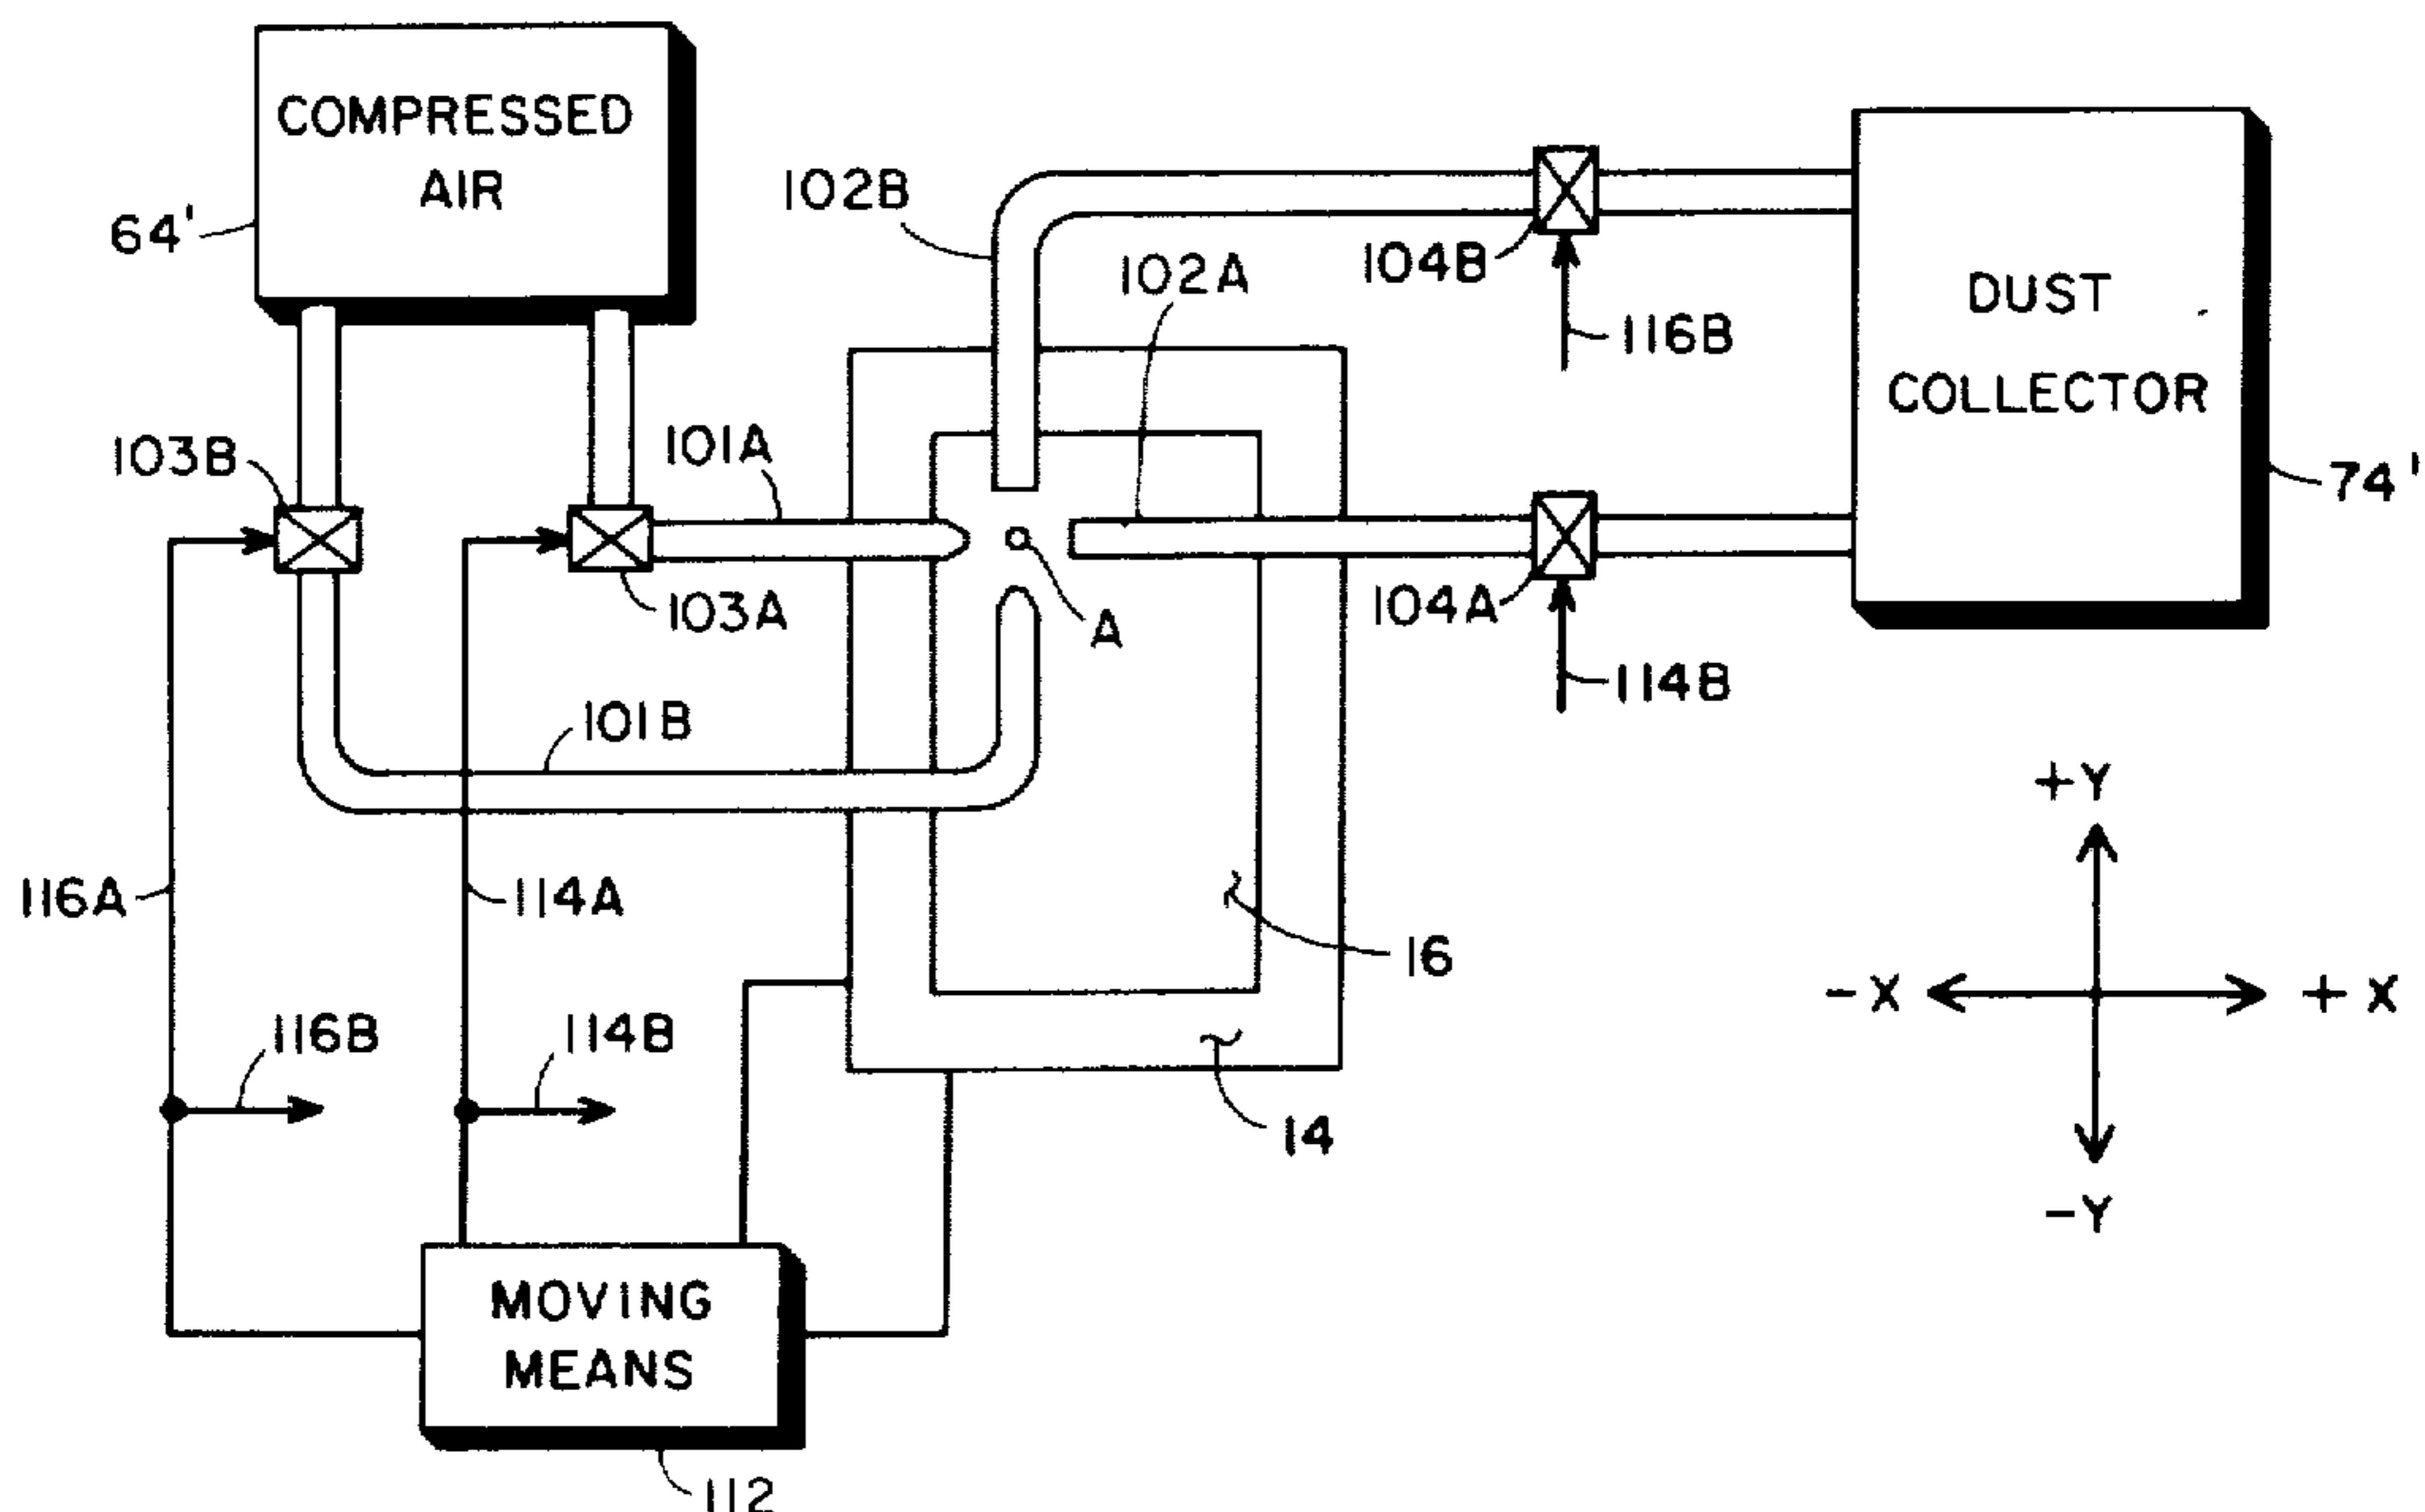 COMPRESSED
AIR
64'
102B
102A
104B
116B
DUST
COLLECTOR
74'
103B
101A
103A
A
104A
114B
101B
116A
114A
16
+Y
-X
+X
-Y
116B
114B
14
MOVING
MEANS
112